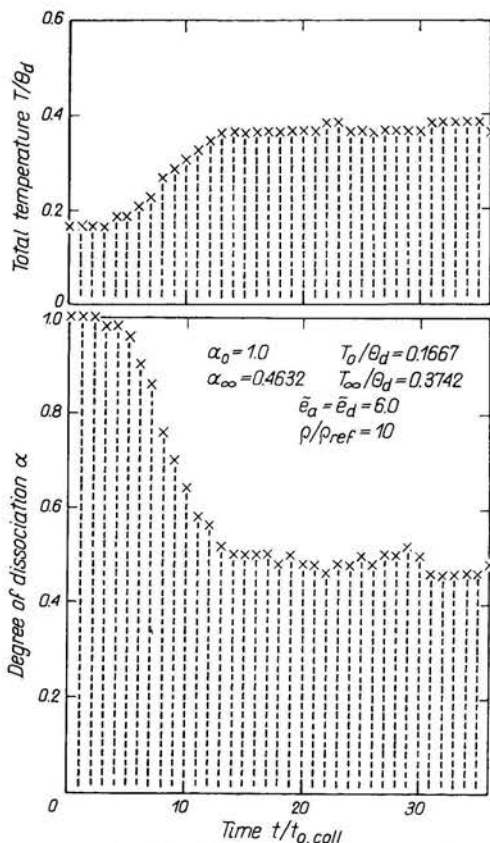 Total temperature T/Θd
0.6
0.4
0.2
0
Degree of dissociation α
1.0
0.8
0.6
0.4
0.2
α₀ = 1.0 T₀/Θd = 0.1667
α∞ = 0.4632 T∞/Θd = 0.3742
ẽa = ẽd = 6.0
ρ/ρref = 10
0 10 20 30
Time t/t₀,coll